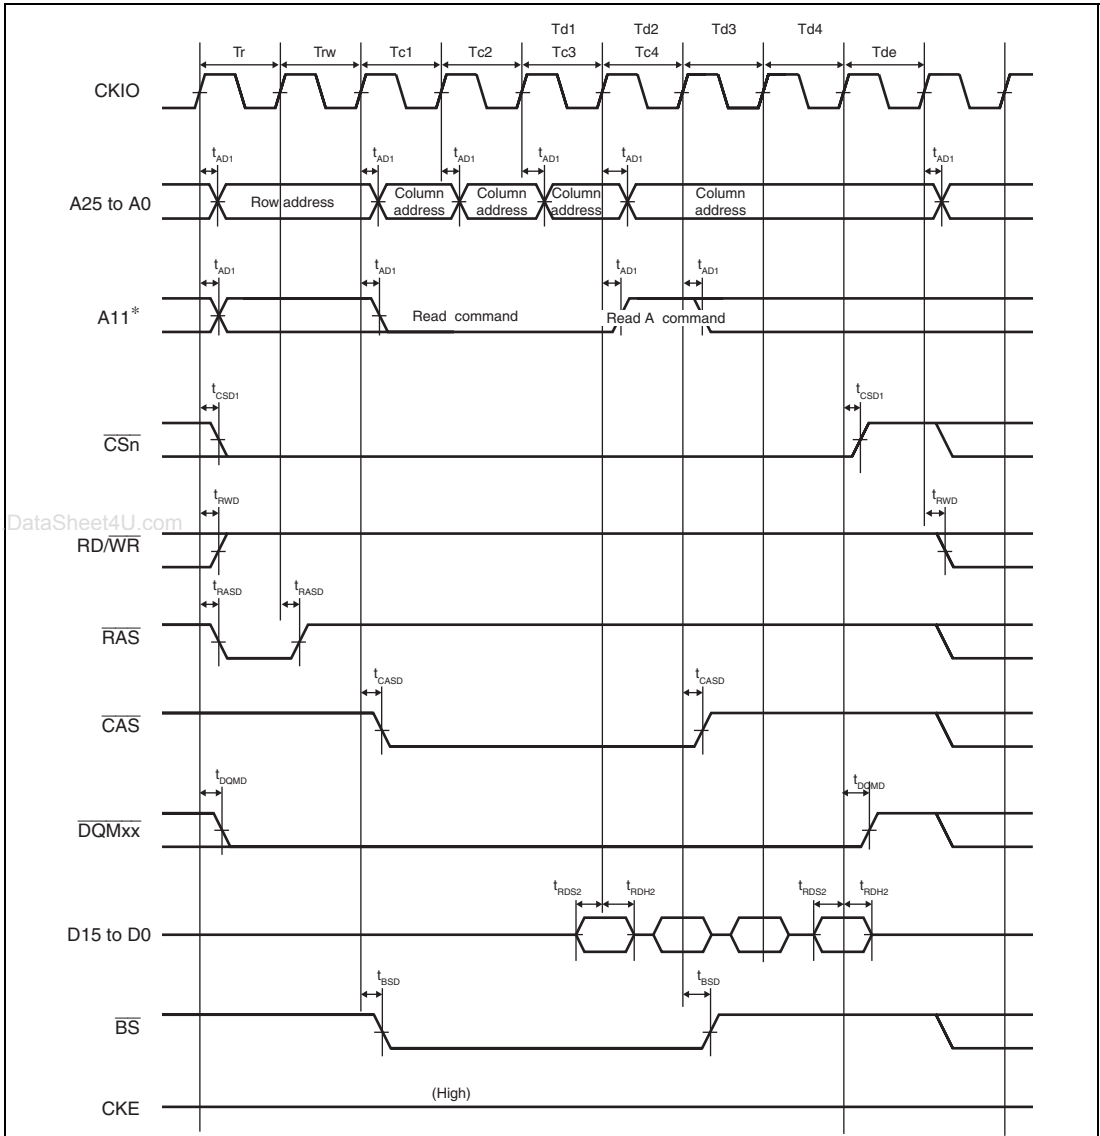 Td1 Td2 Td3 Td4
Tr Trw Tc1 Tc2 Tc3 Tc4 Tde
CKIO
tAD1 tAD1 tAD1 tAD1 tAD1 tAD1
A25 to A0 Row address Column address Column address Column address Column address
tAD1 tAD1 tAD1 tAD1
A11* Read command Read A command
tCSD1 tCSD1
CSn
tRWD tRWD
DataSheet4U.com
RD/WR
tRASD tRASD
RAS
tCASD tCASD
CAS
tDQMD tDQMD
DQMxx
tRDS2 tRDH2 tRDS2 tRDH2
D15 to D0
tBSD tBSD
BS
(High)
CKE